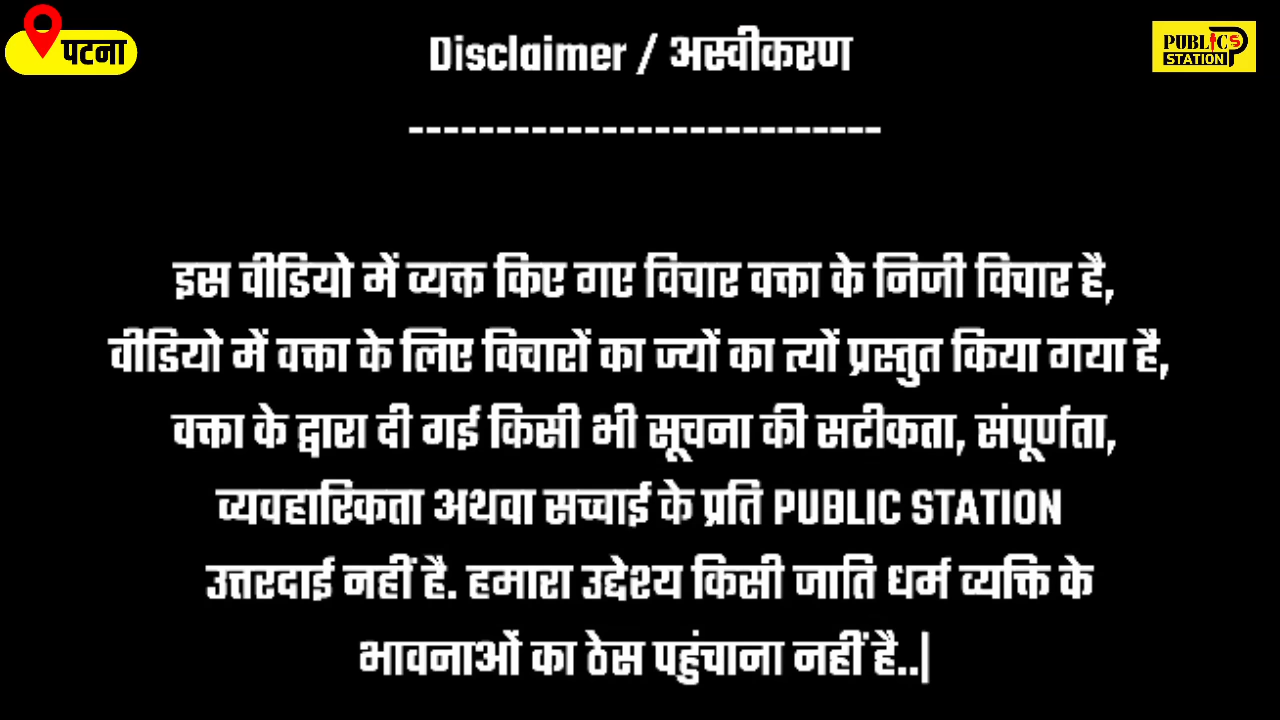 पटना
PUBLICS
STATION
Disclaimer / अस्वीकरण
---------------------------
इस वीडियो में व्यक्त किए गए विचार वक्ता के निजी विचार है,
वीडियो में वक्ता के लिए विचारों का ज्यों का त्यों प्रस्तुत किया गया है,
वक्ता के द्वारा दी गई किसी भी सूचना की सटीकता, संपूर्णता,
व्यवहारिकता अथवा सच्चाई के प्रति PUBLIC STATION
उत्तरदाई नहीं है. हमारा उद्देश्य किसी जाति धर्म व्यक्ति के
भावनाओं का ठेस पहुंचाना नहीं है..|